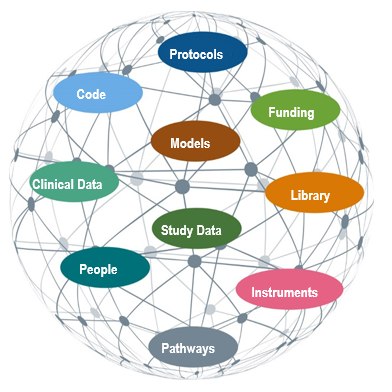 Protocols
Code
Funding
Models
Clinical Data
Library
Study Data
People
Instruments
Pathways